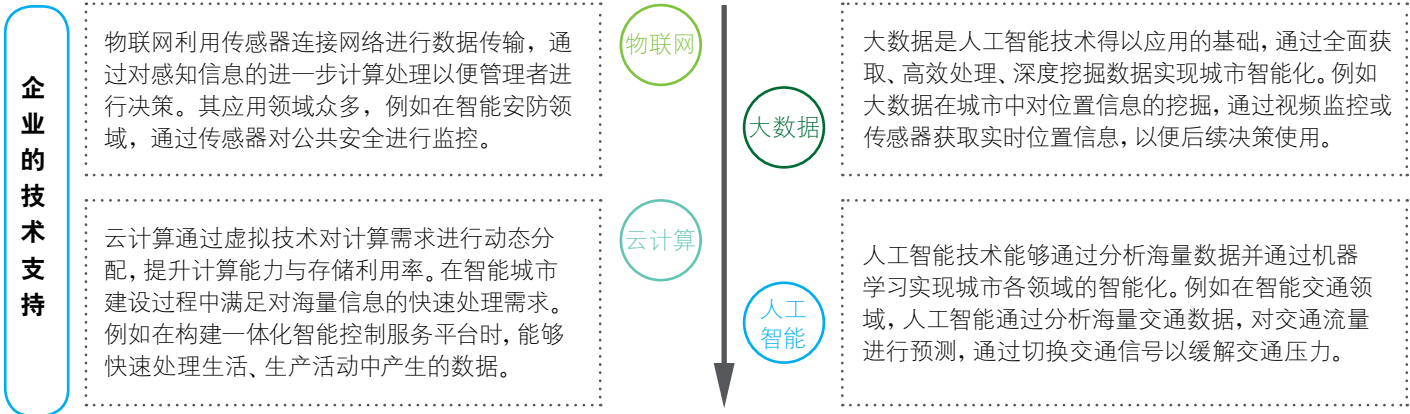 企业的技术支持
物联网利用传感器连接网络进行数据传输，通
过对感知信息的进一步计算处理以便管理者进
行决策。其应用领域众多，例如在智能安防领
域，通过传感器对公共安全进行监控。
物联网
大数据
大数据是人工智能技术得以应用的基础，通过全面获
取、高效处理、深度挖掘数据实现城市智能化。例如
大数据在城市中对位置信息的挖掘，通过视频监控或
传感器获取实时位置信息，以便后续决策使用。
云计算通过虚拟技术对计算需求进行动态分
配，提升计算能力与存储利用率。在智能城市
建设过程中满足对海量信息的快速处理需求。
例如在构建一体化智能控制服务平台时，能够
快速处理生活、生产活动中产生的数据。
云计算
人工
智能
人工智能技术能够通过分析海量数据并通过机器
学习实现城市各领域的智能化。例如在智能交通领
域，人工智能通过分析海量交通数据，对交通流量
进行预测，通过切换交通信号以缓解交通压力。